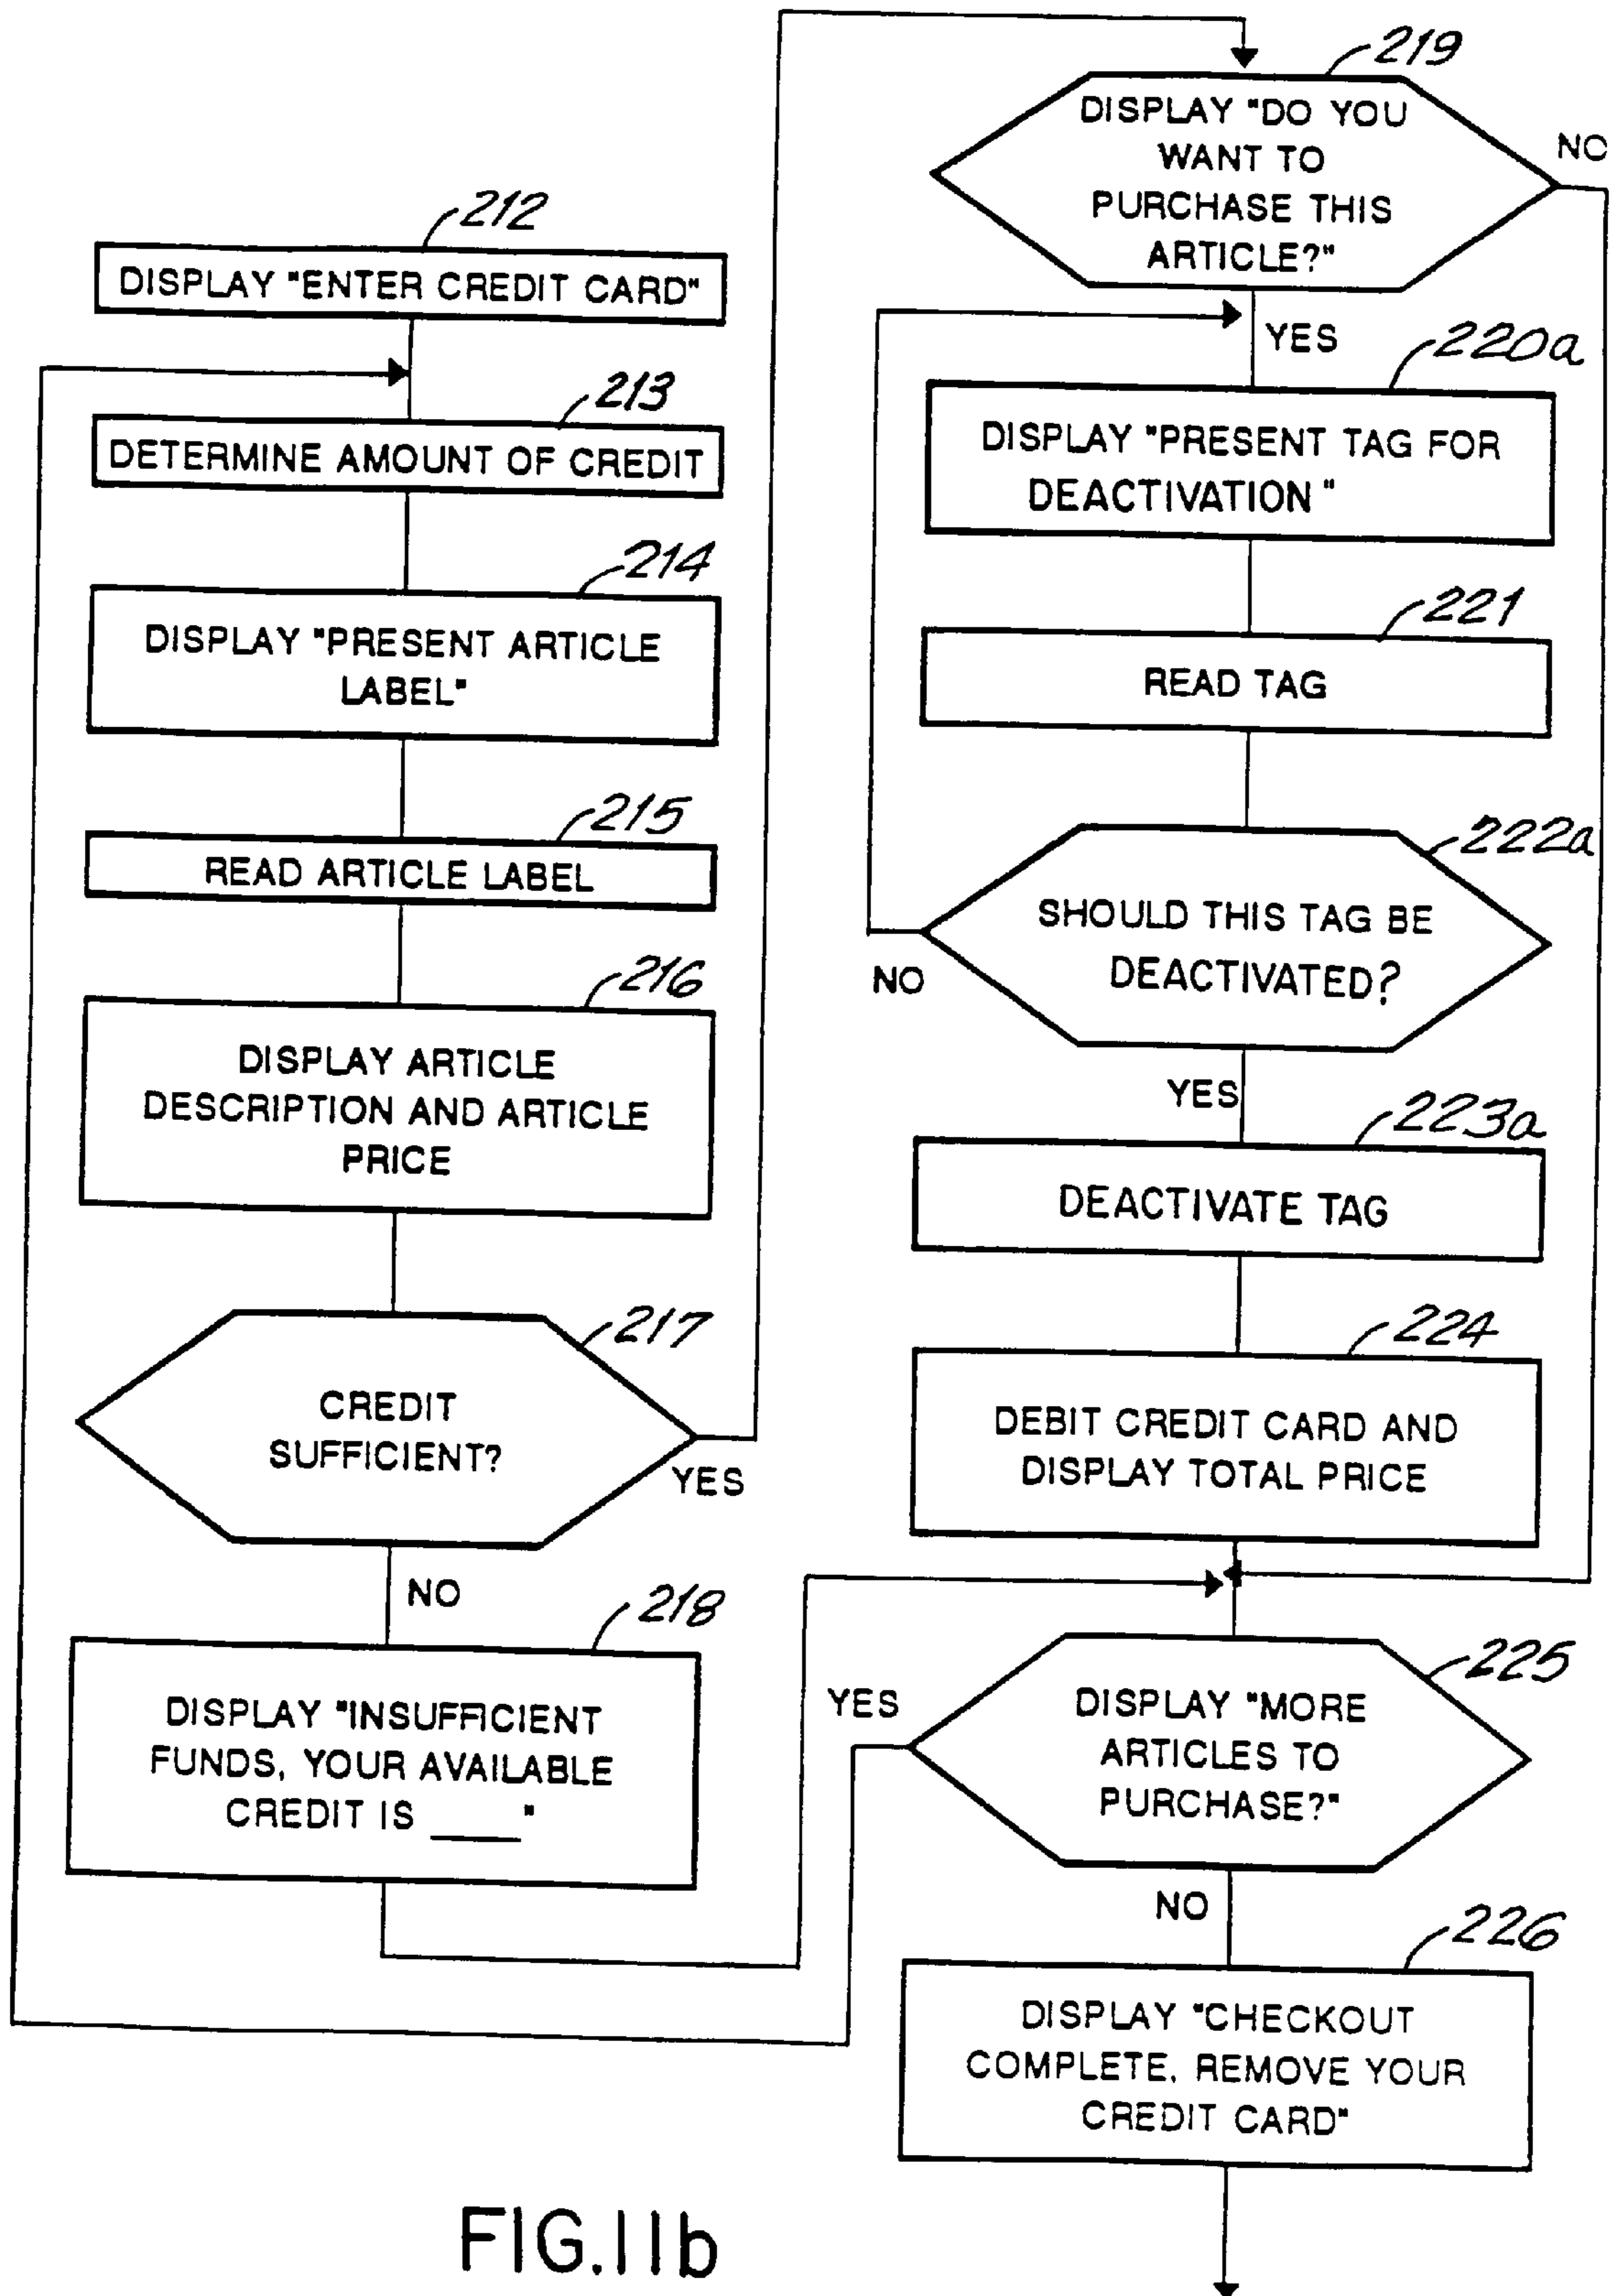 212
DISPLAY "ENTER CREDIT CARD"
213
DETERMINE AMOUNT OF CREDIT
214
DISPLAY "PRESENT ARTICLE
LABEL"
215
READ ARTICLE LABEL
216
DISPLAY ARTICLE
DESCRIPTION AND ARTICLE
PRICE
217
CREDIT
SUFFICIENT?
YES
NO
218
DISPLAY "INSUFFICIENT
FUNDS, YOUR AVAILABLE
CREDIT IS ____"
219
DISPLAY "DO YOU
WANT TO
PURCHASE THIS
ARTICLE?"
NO
YES
220a
DISPLAY "PRESENT TAG FOR
DEACTIVATION"
221
READ TAG
222a
SHOULD THIS TAG BE
DEACTIVATED?
NO
YES
223a
DEACTIVATE TAG
224
DEBIT CREDIT CARD AND
DISPLAY TOTAL PRICE
225
YES
DISPLAY "MORE
ARTICLES TO
PURCHASE?"
NO
226
DISPLAY "CHECKOUT
COMPLETE, REMOVE YOUR
CREDIT CARD"
FIG.11b